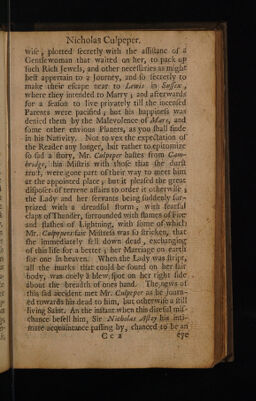 Nicholas Culpeper.
wife; plotted secretly with the assistane of a
Gentlewoman that waited on her, to pack up
such Rich Jewels, and other necessaries as might
best appertain to a Journey, and so secretly to
make their escape near to Lewis in Sussex,
where they intended to Marry; and afterwards
for a season to live privately till the incensed
Parents were pacified; but his happiness was
denied them by the Malevolence of Mars, and
some other envious Planets, as you shall finde
in his Nativity. Not to vex the expectation of
the Reader any longer, but rather to epitomize
so sad a story, Mr. Culpeper hastes from Cam-
bridge, his Mistris with those that she durst
trust, were gone part of their way to meet him
at the appointed place; but it pleased the great
disposer of terrene affairs to order it otherwise;
the Lady and her servants being suddenly sur-
prized with a dreadful storm, with fearful
claps of Thunder, surrounded with flames of Fire
and flashes of Lightning, with some of which
Mr. Culpepers fair Mistress was so stricken, that
she immediately fell down dead, exchanging
of this life for a better; her Marriage on earth
for one in heaven. When the Lady was stript,
all the marks that could be found on her fair
body, was onely a blew spot on her right side
about the breadth of ones hand. The news of
this sad accident met Mr. Culpeper as he journ-
ed towards his dead to him, but otherwise a still
living Saint. At the instant when this direful mis-
chance befell him, Sir Nicholas Astey his inti-
mate acquaintance passing by, chanced to be an
C c 2 eye